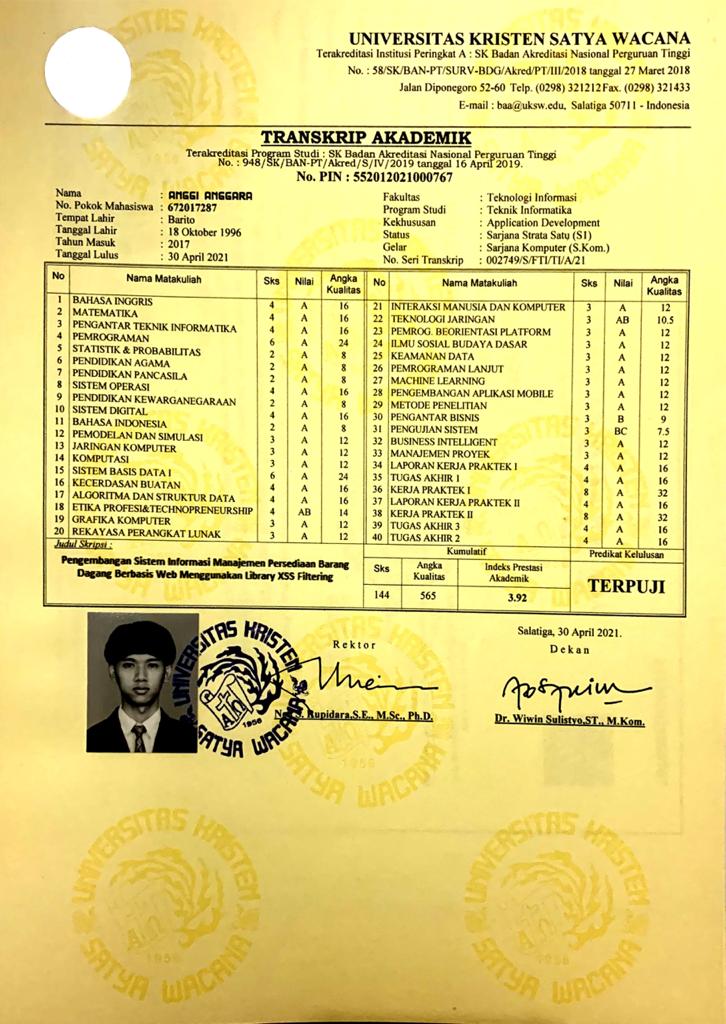 UNIVERSITAS KRISTEN SATYA WACANA
Terakreditasi Institusi Peringkat A : SK Badan Akreditasi Nasional Perguruan Tinggi
No. : 58/SK/BAN-PT/SURV-BDG/Akred/PT/III/2018 tanggal 27 Maret 2018
Jalan Diponegoro 52-60 Telp. (0298) 321212 Fax. (0298) 321433
E-mail : baa@uksw.edu, Salatiga 50711 - Indonesia
TRANSKRIP AKADEMIK
Terakreditasi Program Studi : SK Badan Akreditasi Nasional Perguruan Tinggi
No. : 948/SK/BAN-PT/Akred/S/IV/2019 tanggal 16 April 2019.
No. PIN : 552012021000767
Nama : ANGGI ANGGARA
No. Pokok Mahasiswa : 672017287
Tempat Lahir : Barito
Tanggal Lahir : 18 Oktober 1996
Tahun Masuk : 2017
Tanggal Lulus : 30 April 2021
Fakultas : Teknologi Informasi
Program Studi : Teknik Informatika
Kekhususan : Application Development
Status : Sarjana Strata Satu (S1)
Gelar : Sarjana Komputer (S.Kom.)
No. Seri Transkrip : 002749/S/FTI/TI/A/21
No Nama Matakuliah Sks Nilai Angka Kualitas
1 BAHASA INGGRIS 4 A 16
2 MATEMATIKA 4 A 16
3 PENGANTAR TEKNIK INFORMATIKA 4 A 16
4 PEMROGRAMAN 6 A 24
5 STATISTIK & PROBABILITAS 2 A 8
6 PENDIDIKAN AGAMA 2 A 8
7 PENDIDIKAN PANCASILA 2 A 8
8 SISTEM OPERASI 4 A 16
9 PENDIDIKAN KEWARGANEGARAAN 2 A 8
10 SISTEM DIGITAL 4 A 16
11 BAHASA INDONESIA 2 A 8
12 PEMODELAN DAN SIMULASI 3 A 12
13 JARINGAN KOMPUTER 3 A 12
14 KOMPUTASI 3 A 12
15 SISTEM BASIS DATA I 6 A 24
16 KECERDASAN BUATAN 4 A 16
17 ALGORITMA DAN STRUKTUR DATA 4 A 16
18 ETIKA PROFESI&TECHNOPRENEURSHIP 4 AB 14
19 GRAFIKA KOMPUTER 3 A 12
20 REKAYASA PERANGKAT LUNAK 3 A 12
No Nama Matakuliah Sks Nilai Angka Kualitas
21 INTERAKSI MANUSIA DAN KOMPUTER 3 A 12
22 TEKNOLOGI JARINGAN 3 AB 10.5
23 PEMROG. BEORIENTASI PLATFORM 3 A 12
24 ILMU SOSIAL BUDAYA DASAR 3 A 12
25 KEAMANAN DATA 3 A 12
26 PEMROGRAMAN LANJUT 3 A 12
27 MACHINE LEARNING 3 A 12
28 PENGEMBANGAN APLIKASI MOBILE 3 A 12
29 METODE PENELITIAN 3 A 12
30 PENGANTAR BISNIS 3 B 9
31 PENGUJIAN SISTEM 3 BC 7.5
32 BUSINESS INTELLIGENT 3 A 12
33 MANAJEMEN PROYEK 3 A 12
34 LAPORAN KERJA PRAKTEK I 4 A 16
35 TUGAS AKHIR 1 4 A 16
36 KERJA PRAKTEK I 8 A 32
37 LAPORAN KERJA PRAKTEK II 4 A 16
38 KERJA PRAKTEK II 8 A 32
39 TUGAS AKHIR 3 4 A 16
40 TUGAS AKHIR 2 4 A 16
Judul Skripsi :
Pengembangan Sistem Informasi Manajemen Persediaan Barang
Dagang Berbasis Web Menggunakan Library XSS Filtering
Kumulatif
Sks Angka Kualitas Indeks Prestasi Akademik
144 565 3.92
Predikat Kelulusan
TERPUJI
Salatiga, 30 April 2021.
Rektor
Rupidara,S.E., M.Sc., Ph.D.
Dekan
Dr. Wiwin Sulistyo,ST., M.Kom.
UNIVERSITAS KRISTEN
SATYA WACANA
1956
UNIVERSITAS KRISTEN
SATYA WACANA
1956
UNIVERSITAS KRISTEN
SATYA WACANA
1956